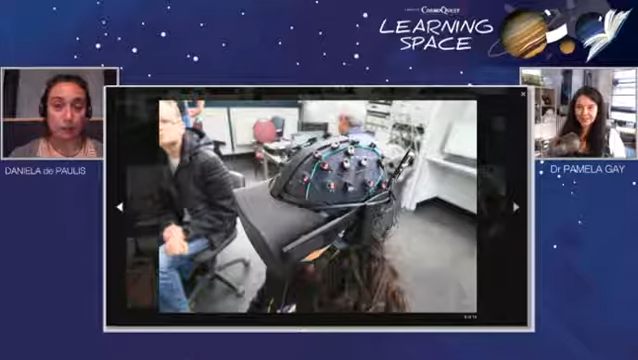 COSMOQUEST
LEARNING
SPACE
DANIELA de PAULIS
Dr PAMELA GAY